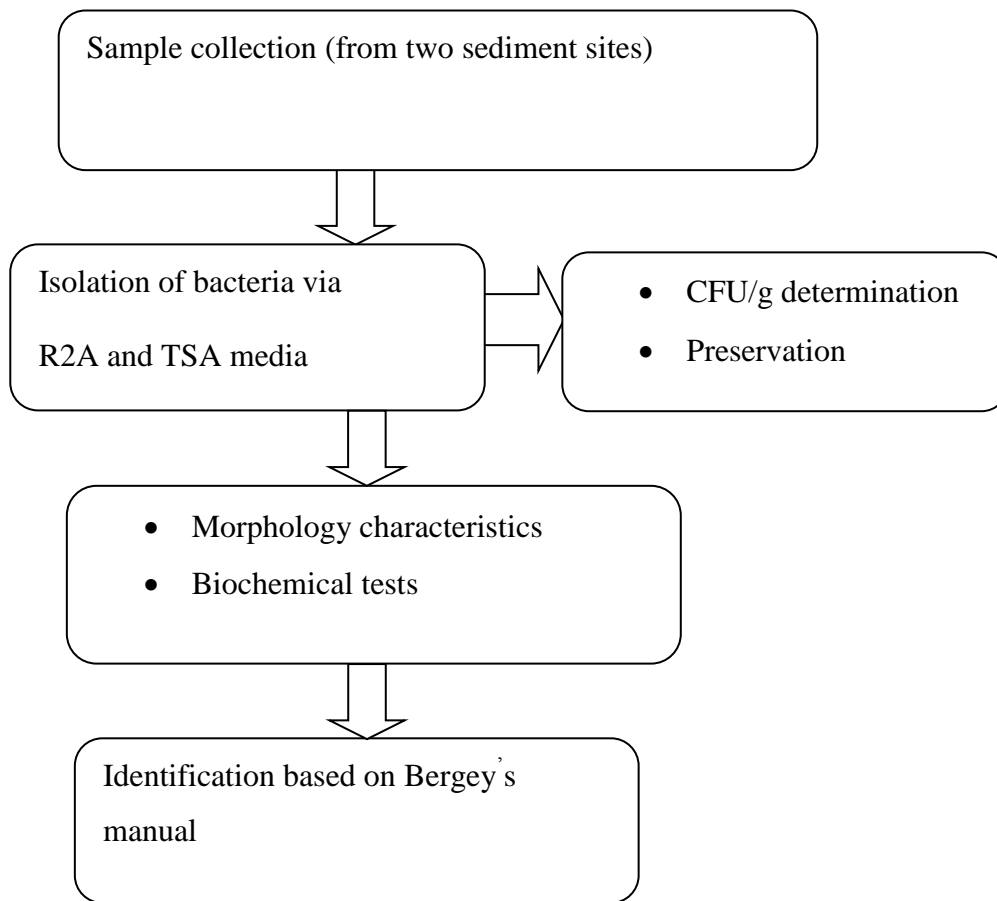 Sample collection (from two sediment sites)
Isolation of bacteria via
R2A and TSA media
• CFU/g determination
• Preservation
• Morphology characteristics
• Biochemical tests
Identification based on Bergey’s
manual